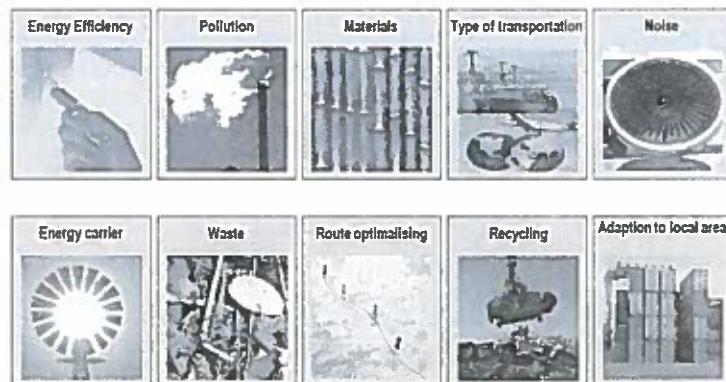 Energy Efficiency
Pollution
Materials
Type of transportation
Noise
Energy carrier
Waste
Route optimalising
Recycling
Adaption to local area